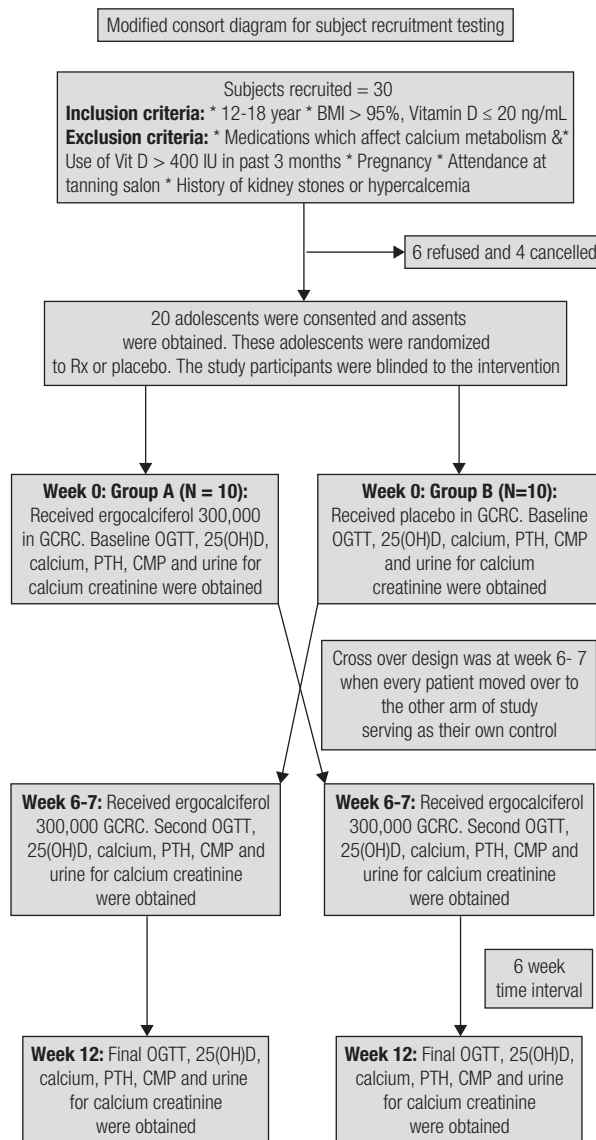 Modified consort diagram for subject recruitment testing
Subjects recruited = 30
Inclusion criteria: * 12-18 year * BMI > 95%, Vitamin D ≤ 20 ng/mL
Exclusion criteria: * Medications which affect calcium metabolism &*
Use of Vit D > 400 IU in past 3 months * Pregnancy * Attendance at
tanning salon * History of kidney stones or hypercalcemia
6 refused and 4 cancelled
20 adolescents were consented and assents
were obtained. These adolescents were randomized
to Rx or placebo. The study participants were blinded to the intervention
Week 0: Group A (N = 10):
Received ergocalciferol 300,000
in GCRC. Baseline OGTT, 25(OH)D,
calcium, PTH, CMP and urine for
calcium creatinine were obtained
Week 0: Group B (N=10):
Received placebo in GCRC. Baseline
OGTT, 25(OH)D, calcium, PTH, CMP
and urine for calcium
creatinine were obtained
Cross over design was at week 6- 7
when every patient moved over to
the other arm of study
serving as their own control
Week 6-7: Received ergocalciferol
300,000 GCRC. Second OGTT,
25(OH)D, calcium, PTH, CMP and
urine for calcium creatinine
were obtained
Week 6-7: Received ergocalciferol
300,000 GCRC. Second OGTT,
25(OH)D, calcium, PTH, CMP and
urine for calcium creatinine
were obtained
6 week
time interval
Week 12: Final OGTT, 25(OH)D,
calcium, PTH, CMP and urine
for calcium creatinine
were obtained
Week 12: Final OGTT, 25(OH)D,
calcium, PTH, CMP and urine
for calcium creatinine
were obtained